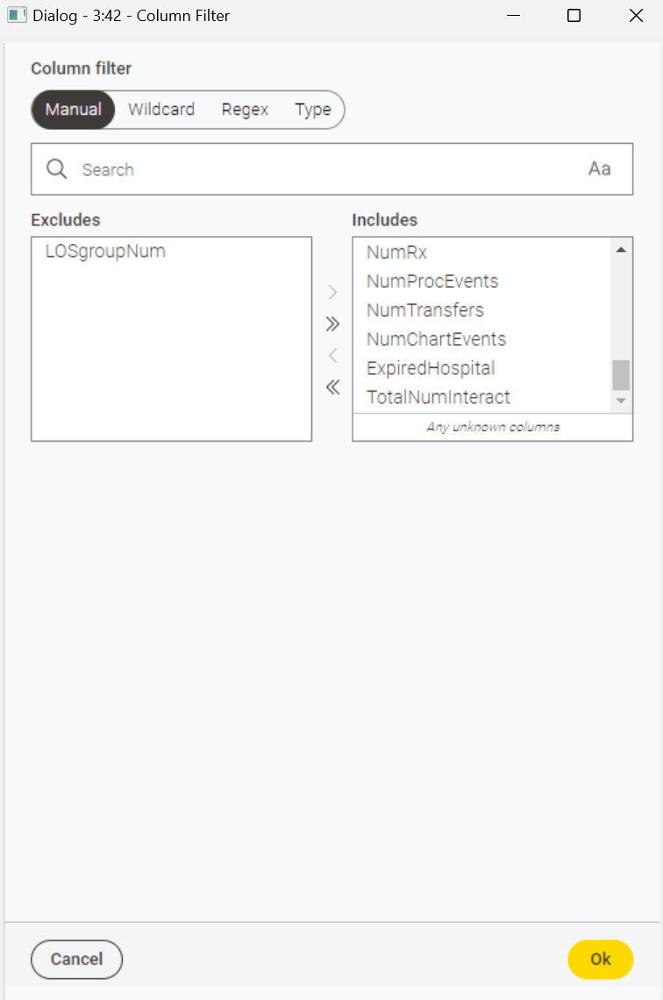 Dialog - 3:42 - Column Filter
Column filter
Manual Wildcard Regex Type
Search Aa
Excludes Includes
LOSgroupNum
NumRx
NumProcEvents
NumTransfers
NumChartEvents
ExpiredHospital
TotalNumInteract
Any unknown columns
Cancel Ok